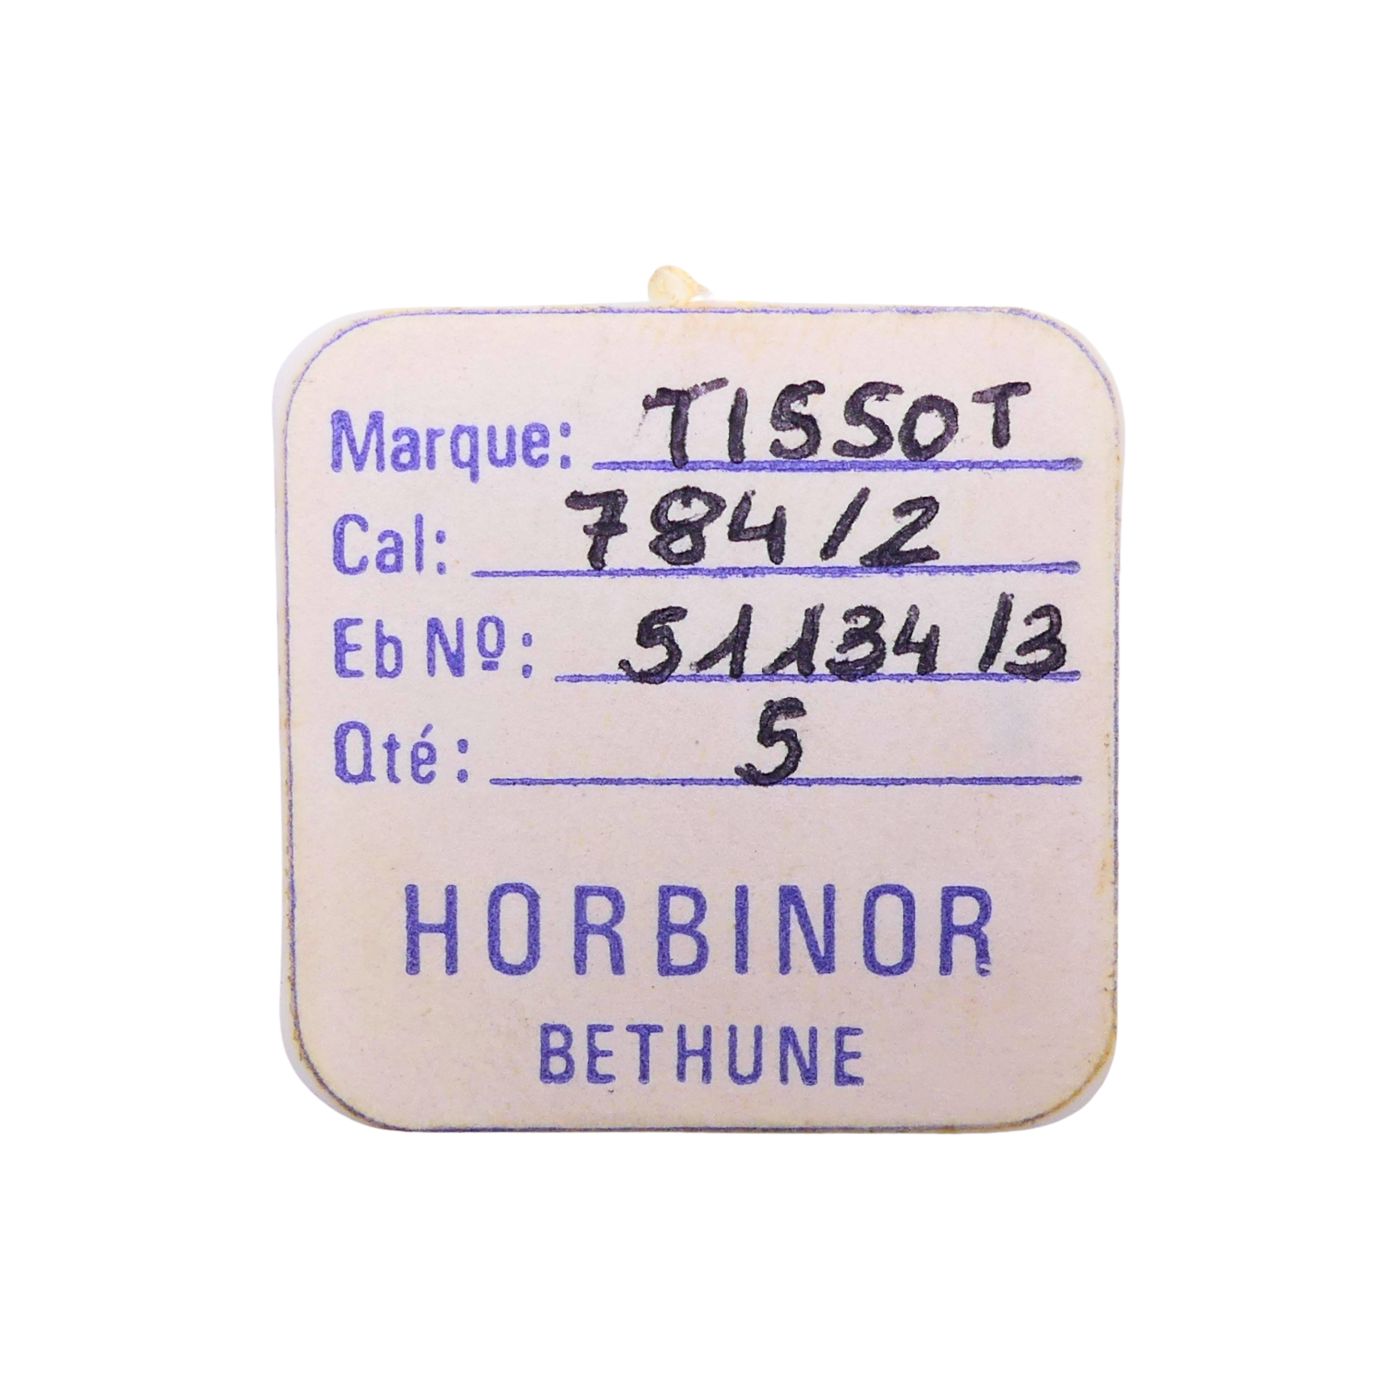 Marque: TISSOT
Cal: 784/2
Eb Nº: 51134/3
Qté: 5
HORBINOR
BETHUNE